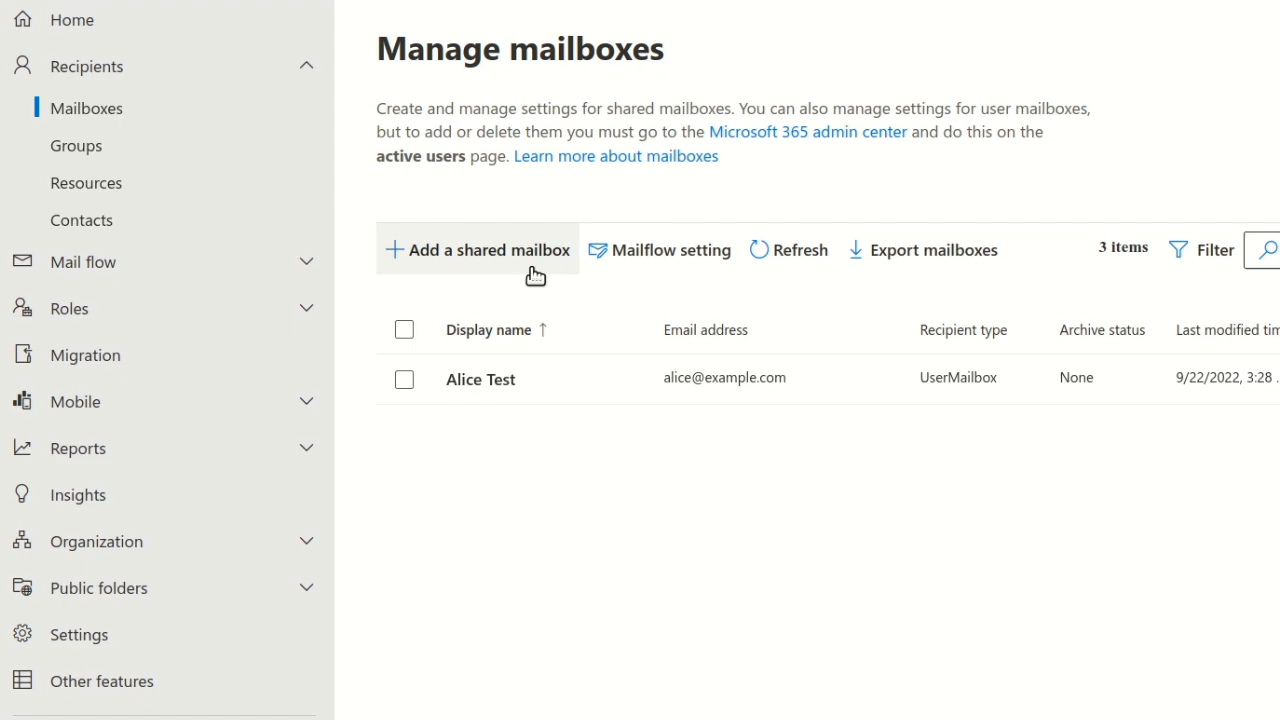 Home
Recipients
Mailboxes
Groups
Resources
Contacts
Mail flow
Roles
Migration
Mobile
Reports
Insights
Organization
Public folders
Settings
Other features
Manage mailboxes
Create and manage settings for shared mailboxes. You can also manage settings for user mailboxes,
but to add or delete them you must go to the Microsoft 365 admin center and do this on the
active users page. Learn more about mailboxes
Add a shared mailbox Mailflow setting Refresh Export mailboxes 3 items Filter
Display name ↑ Email address Recipient type Archive status Last modified tim
Alice Test alice@example.com UserMailbox None 9/22/2022, 3:28 .